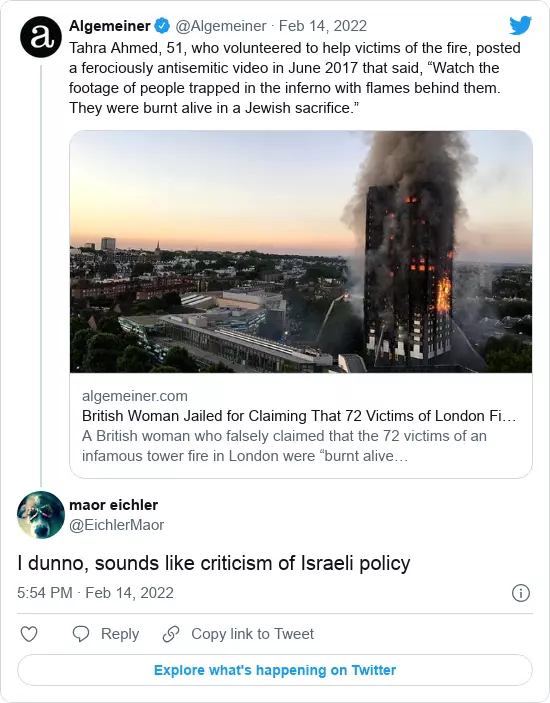 a
Algemeiner @Algemeiner · Feb 14, 2022
Tahra Ahmed, 51, who volunteered to help victims of the fire, posted
a ferociously antisemitic video in June 2017 that said, “Watch the
footage of people trapped in the inferno with flames behind them.
They were burnt alive in a Jewish sacrifice.”
algemeiner.com
British Woman Jailed for Claiming That 72 Victims of London Fi…
A British woman who falsely claimed that the 72 victims of an
infamous tower fire in London were “burnt alive…
maor eichler
@EichlerMaor
I dunno, sounds like criticism of Israeli policy
5:54 PM · Feb 14, 2022
Reply Copy link to Tweet
Explore what's happening on Twitter